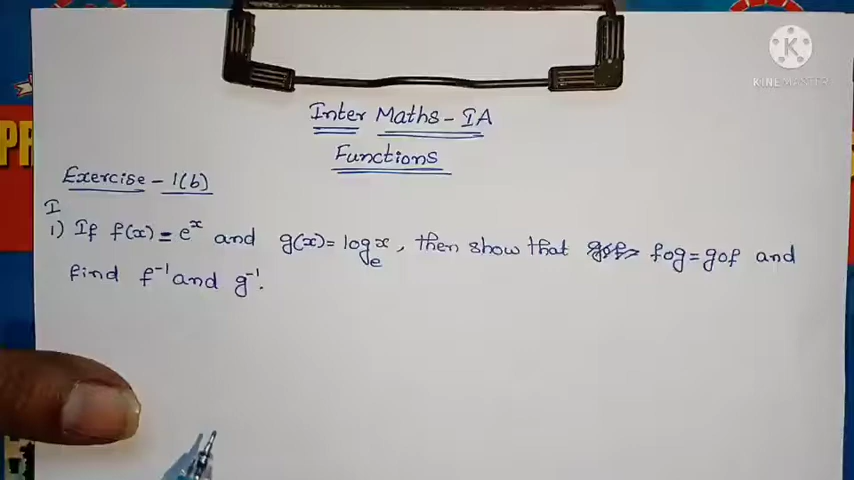 KINEMASTER
Inter Maths - IA
Functions
Exercise - 1(b)
I
1) If f(x) = e^x and g(x) = log_e x, then show that fog = gof and
find f^-1 and g^-1.